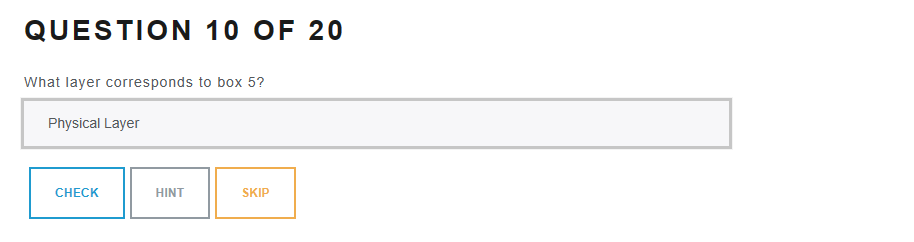 QUESTION 10 OF 20
What layer corresponds to box 5?
Physical Layer
CHECK HINT SKIP